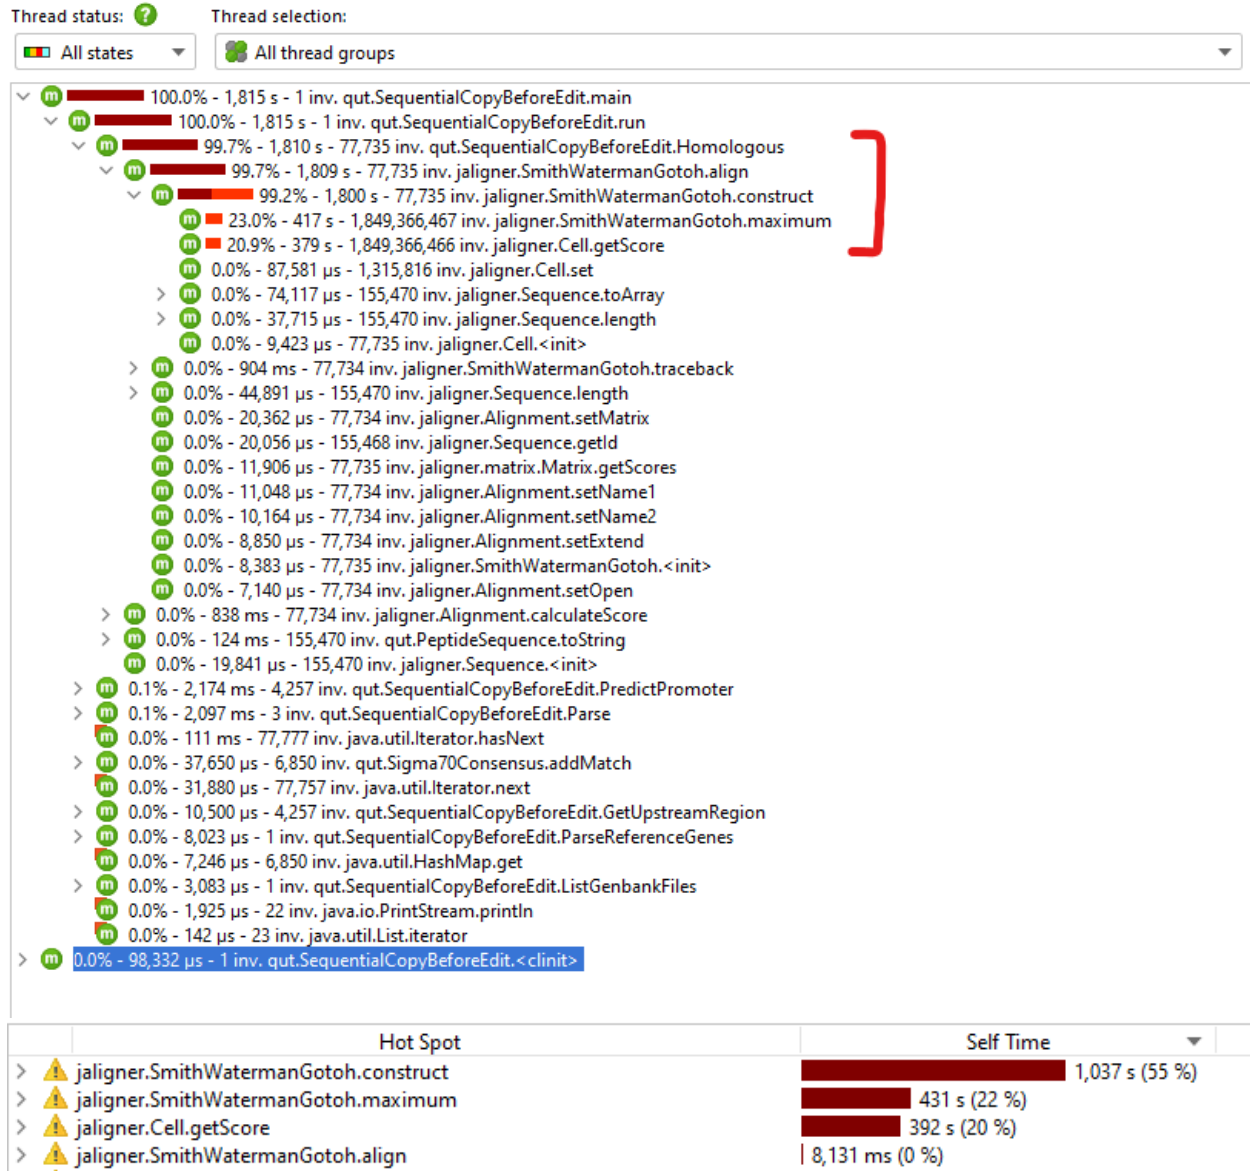 Thread status: ? Thread selection:
All states All thread groups
m 100.0% - 1,815 s - 1 inv. qut.SequentialCopyBeforeEdit.main
m 100.0% - 1,815 s - 1 inv. qut.SequentialCopyBeforeEdit.run
m 99.7% - 1,810 s - 77,735 inv. qut.SequentialCopyBeforeEdit.Homologous
m 99.7% - 1,809 s - 77,735 inv. jaligner.SmithWatermanGotoh.align
m 99.2% - 1,800 s - 77,735 inv. jaligner.SmithWatermanGotoh.construct
m 23.0% - 417 s - 1,849,366,467 inv. jaligner.SmithWatermanGotoh.maximum
m 20.9% - 379 s - 1,849,366,466 inv. jaligner.Cell.getScore
m 0.0% - 87,581 µs - 1,315,816 inv. jaligner.Cell.set
m 0.0% - 74,117 µs - 155,470 inv. jaligner.Sequence.toArray
m 0.0% - 37,715 µs - 155,470 inv. jaligner.Sequence.length
m 0.0% - 9,423 µs - 77,735 inv. jaligner.Cell.<init>
m 0.0% - 904 ms - 77,734 inv. jaligner.SmithWatermanGotoh.traceback
m 0.0% - 44,891 µs - 155,470 inv. jaligner.Sequence.length
m 0.0% - 20,362 µs - 77,734 inv. jaligner.Alignment.setMatrix
m 0.0% - 20,056 µs - 155,468 inv. jaligner.Sequence.getId
m 0.0% - 11,906 µs - 77,735 inv. jaligner.matrix.Matrix.getScores
m 0.0% - 11,048 µs - 77,734 inv. jaligner.Alignment.setName1
m 0.0% - 10,164 µs - 77,734 inv. jaligner.Alignment.setName2
m 0.0% - 8,850 µs - 77,734 inv. jaligner.Alignment.setExtend
m 0.0% - 8,383 µs - 77,735 inv. jaligner.SmithWatermanGotoh.<init>
m 0.0% - 7,140 µs - 77,734 inv. jaligner.Alignment.setOpen
m 0.0% - 838 ms - 77,734 inv. jaligner.Alignment.calculateScore
m 0.0% - 124 ms - 155,470 inv. qut.PeptideSequence.toString
m 0.0% - 19,841 µs - 155,470 inv. jaligner.Sequence.<init>
m 0.1% - 2,174 ms - 4,257 inv. qut.SequentialCopyBeforeEdit.PredictPromoter
m 0.1% - 2,097 ms - 3 inv. qut.SequentialCopyBeforeEdit.Parse
m 0.0% - 111 ms - 77,777 inv. java.util.Iterator.hasNext
m 0.0% - 37,650 µs - 6,850 inv. qut.Sigma70Consensus.addMatch
m 0.0% - 31,880 µs - 77,757 inv. java.util.Iterator.next
m 0.0% - 10,500 µs - 4,257 inv. qut.SequentialCopyBeforeEdit.GetUpstreamRegion
m 0.0% - 8,023 µs - 1 inv. qut.SequentialCopyBeforeEdit.ParseReferenceGenes
m 0.0% - 7,246 µs - 6,850 inv. java.util.HashMap.get
m 0.0% - 3,083 µs - 1 inv. qut.SequentialCopyBeforeEdit.ListGenbankFiles
m 0.0% - 1,925 µs - 22 inv. java.io.PrintStream.println
m 0.0% - 142 µs - 23 inv. java.util.List.iterator
m 0.0% - 98,332 µs - 1 inv. qut.SequentialCopyBeforeEdit.<clinit>
Hot Spot Self Time
jaligner.SmithWatermanGotoh.construct 1,037 s (55 %)
jaligner.SmithWatermanGotoh.maximum 431 s (22 %)
jaligner.Cell.getScore 392 s (20 %)
jaligner.SmithWatermanGotoh.align 8,131 ms (0 %)